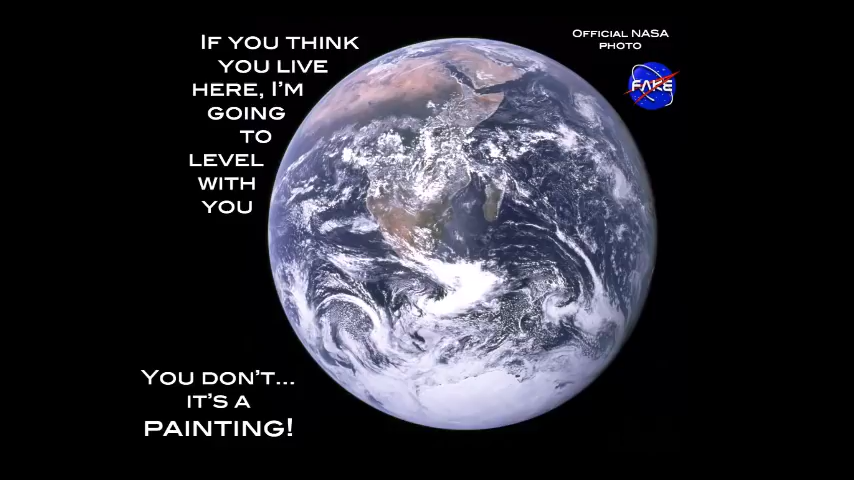 If you think
you live
here, I'm
going
to
level
with
you
Official NASA
photo
FAKE
You don't...
it's a
painting!